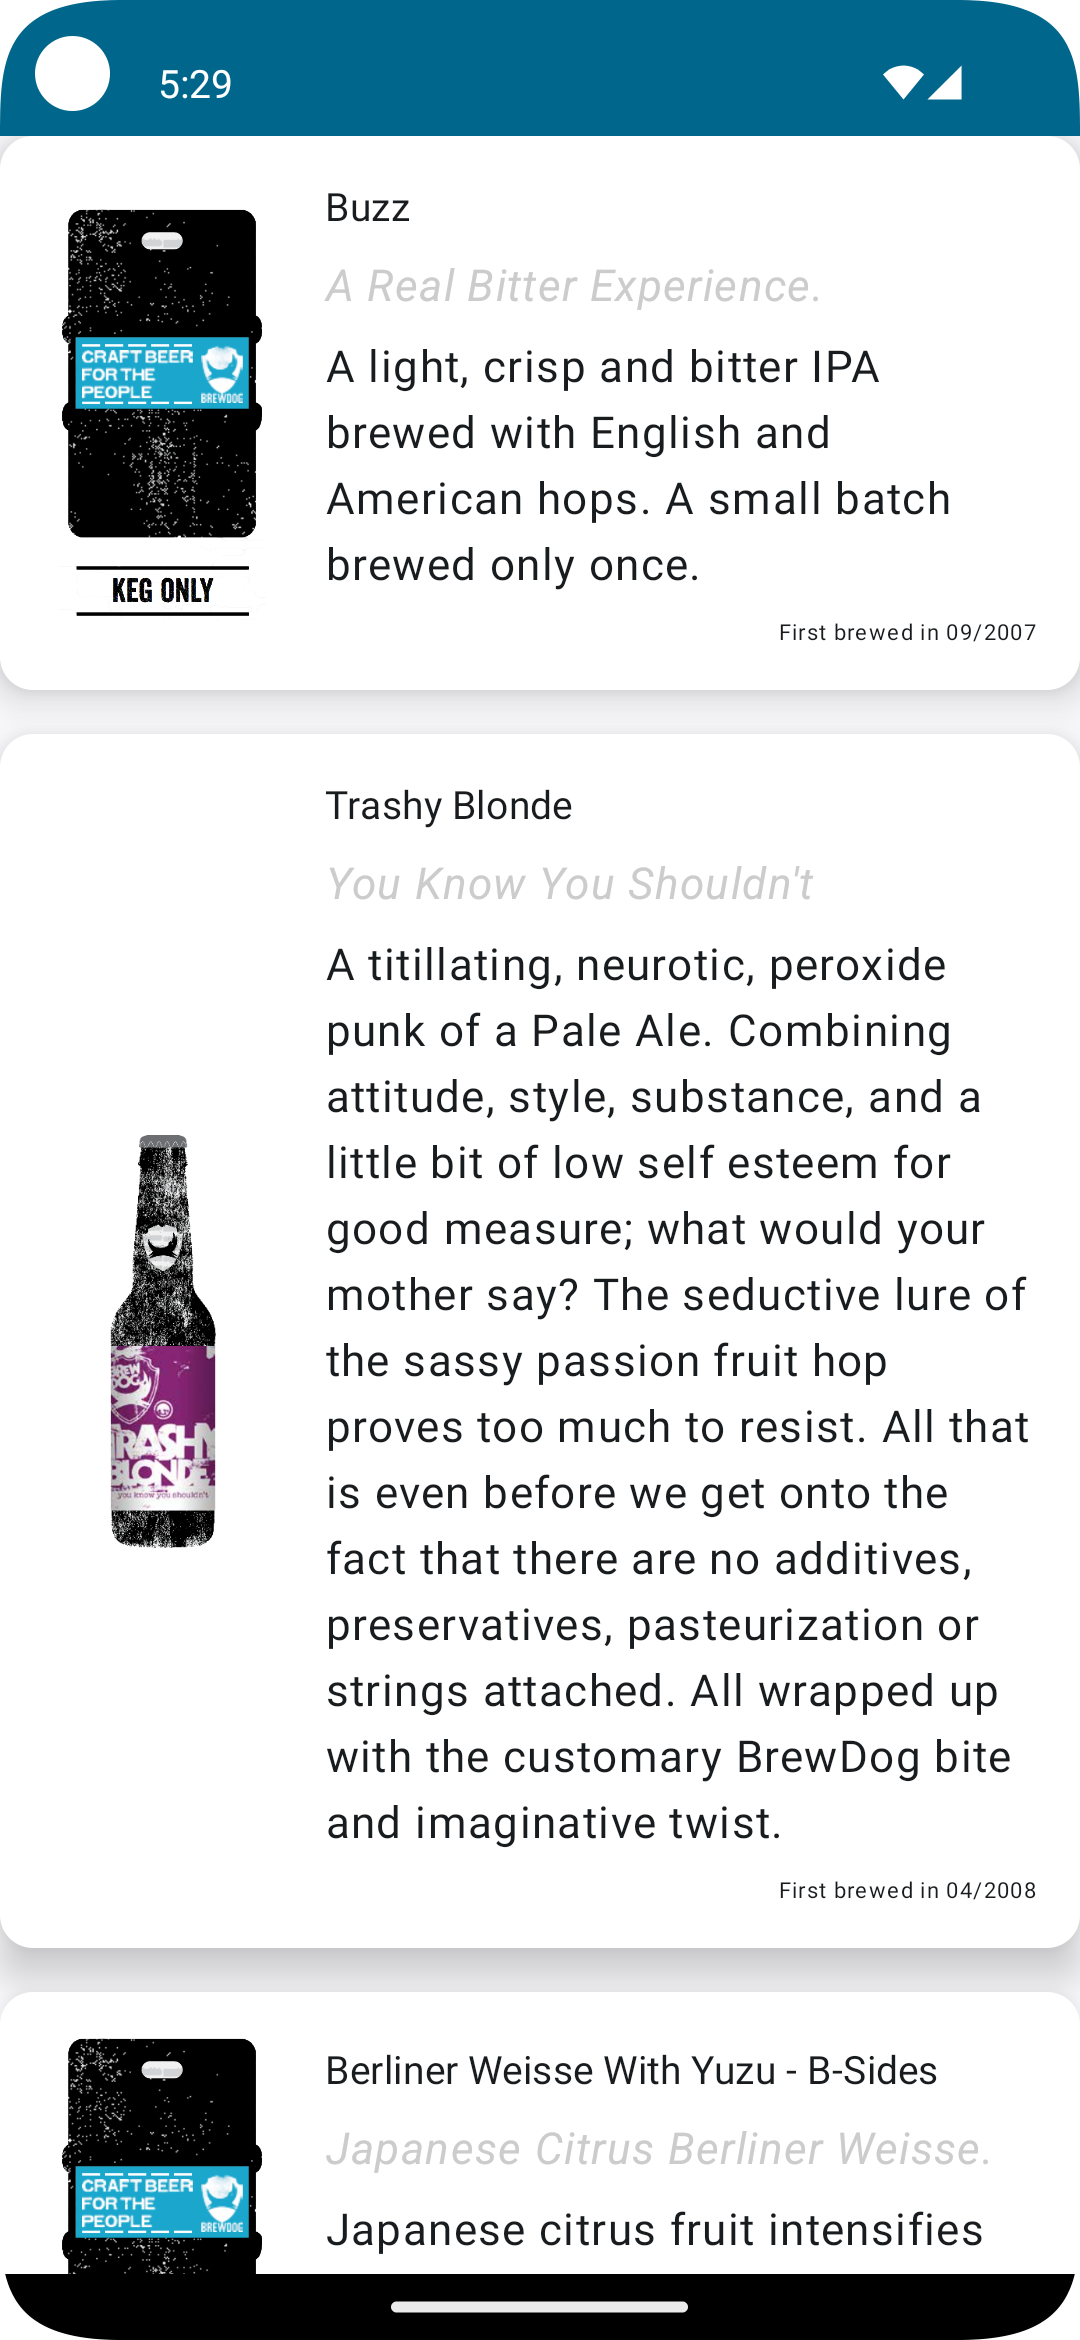 5:29
Buzz
A Real Bitter Experience.
A light, crisp and bitter IPA
brewed with English and
American hops. A small batch
brewed only once.
First brewed in 09/2007
CRAFT BEER
FOR THE
PEOPLE
BREWDOG
KEG ONLY
Trashy Blonde
You Know You Shouldn't
A titillating, neurotic, peroxide
punk of a Pale Ale. Combining
attitude, style, substance, and a
little bit of low self esteem for
good measure; what would your
mother say? The seductive lure of
the sassy passion fruit hop
proves too much to resist. All that
is even before we get onto the
fact that there are no additives,
preservatives, pasteurization or
strings attached. All wrapped up
with the customary BrewDog bite
and imaginative twist.
First brewed in 04/2008
BREW
DOG
TRASHY
BLONDE
you know you shouldn't
Berliner Weisse With Yuzu - B-Sides
Japanese Citrus Berliner Weisse.
Japanese citrus fruit intensifies
CRAFT BEER
FOR THE
PEOPLE
BREWDOG